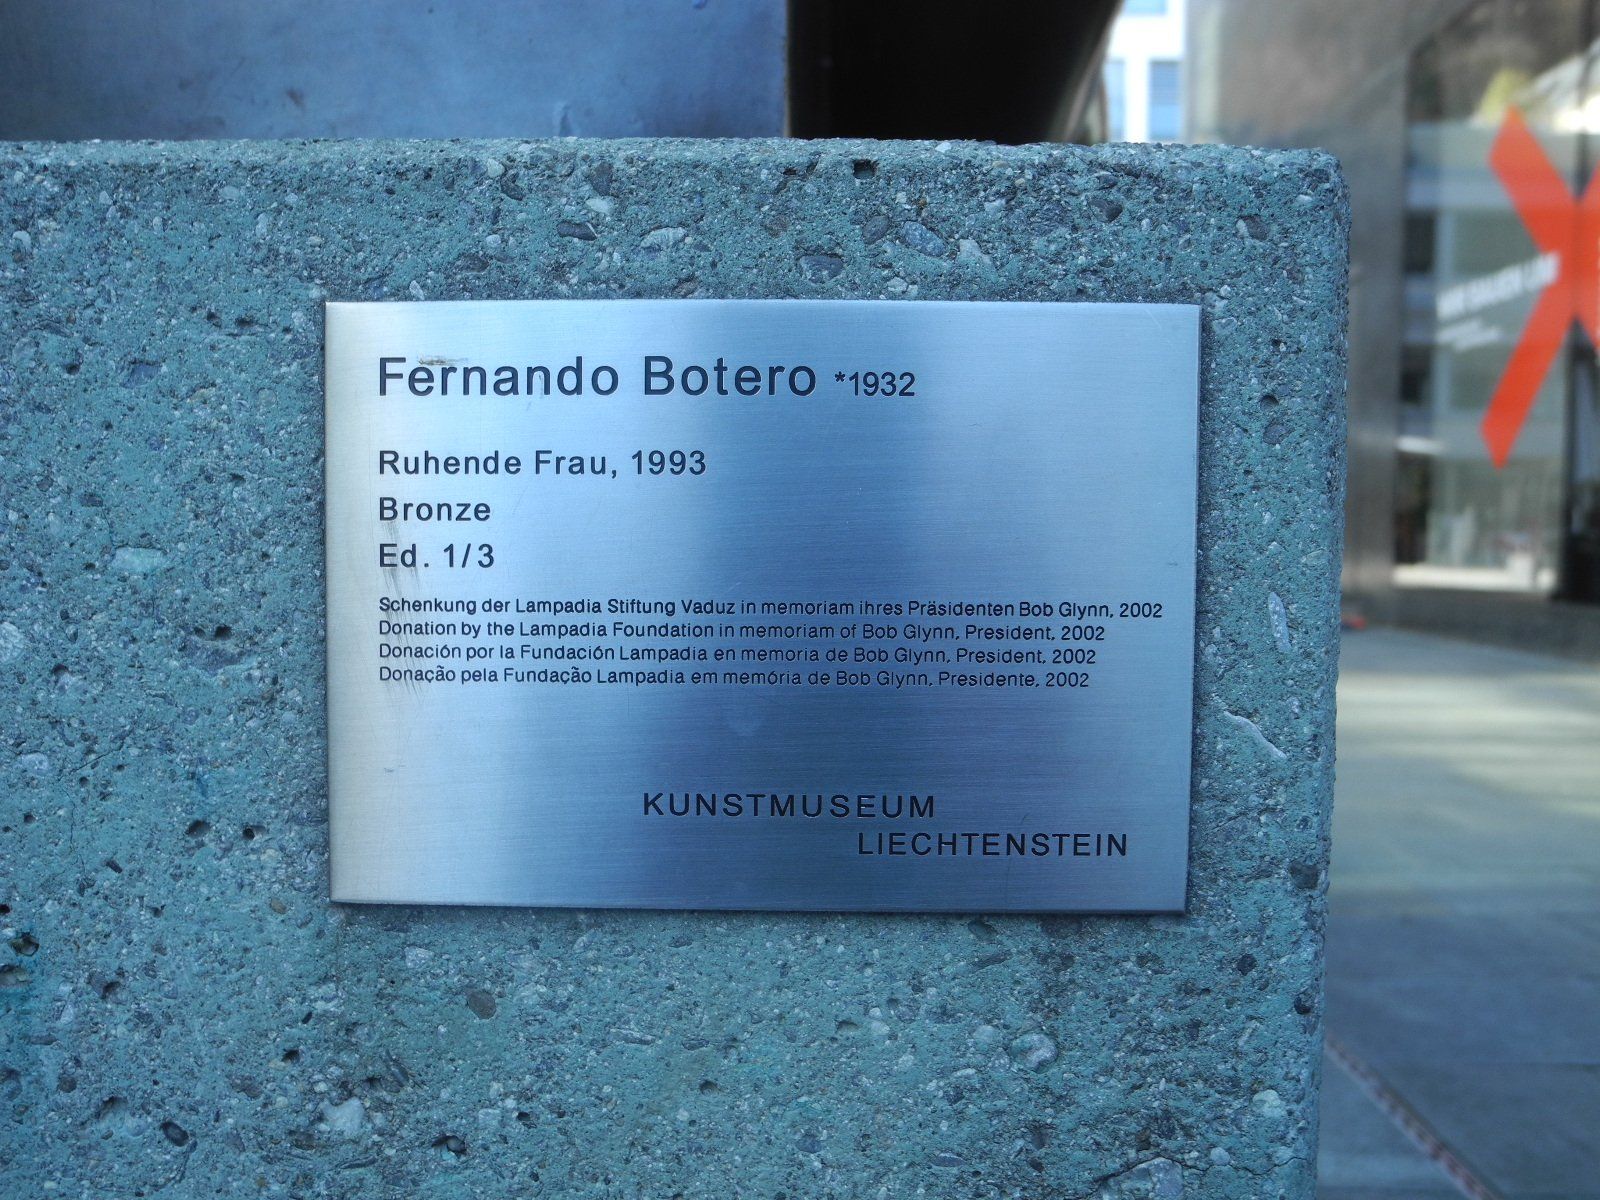 Fernando Botero *1932
Ruhende Frau, 1993
Bronze
Ed. 1/3
Schenkung der Lampadia Stiftung Vaduz in memoriam ihres Präsidenten Bob Glynn, 2002
Donation by the Lampadia Foundation in memoriam of Bob Glynn, President, 2002
Donación por la Fundación Lampadia en memoria de Bob Glynn, President, 2002
Donação pela Fundação Lampadia em memória de Bob Glynn, Presidente, 2002
KUNSTMUSEUM
LIECHTENSTEIN